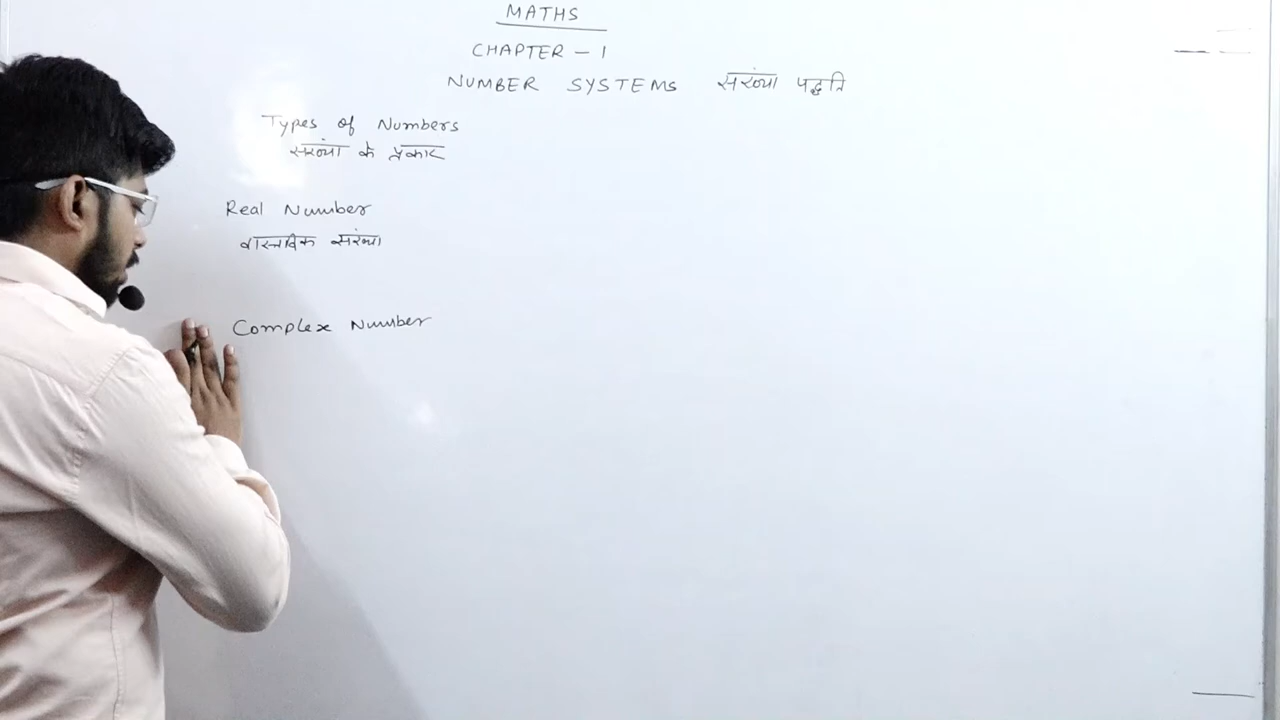 MATHS
CHAPTER - 1
NUMBER SYSTEMS संख्या पद्धति
Types of Numbers
संख्या के प्रकार
Real Number
वास्तविक संख्या
Complex Number